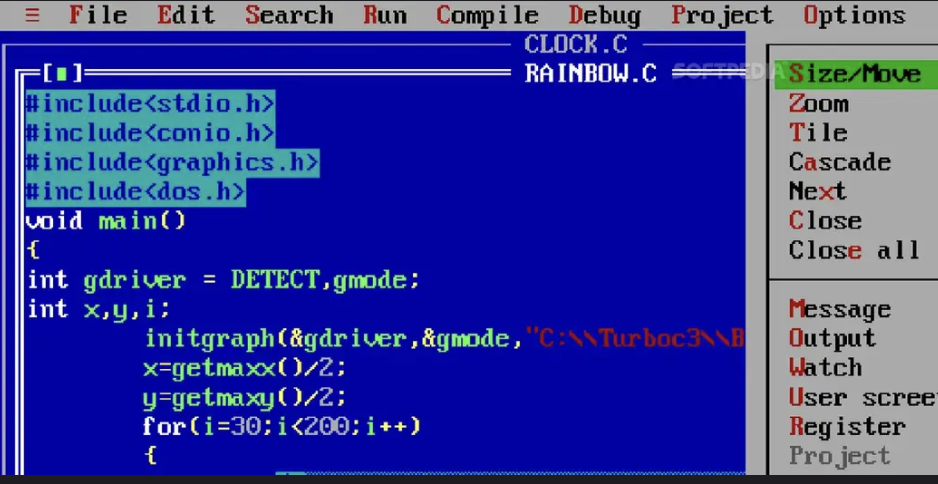 ≡ File Edit Search Run Compile Debug Project Options
CLOCK.C
[■] RAINBOW.C
SOFTPEDIA
#include<stdio.h>
#include<conio.h>
#include<graphics.h>
#include<dos.h>
void main()
{
int gdriver = DETECT,gmode;
int x,y,i;
initgraph(&gdriver,&gmode,"C:\\Turboc3\\B
x=getmaxx()/2;
y=getmaxy()/2;
for(i=30;i<200;i++)
{
Size/Move
Zoom
Tile
Cascade
Next
Close
Close all
Message
Output
Watch
User scree
Register
Project